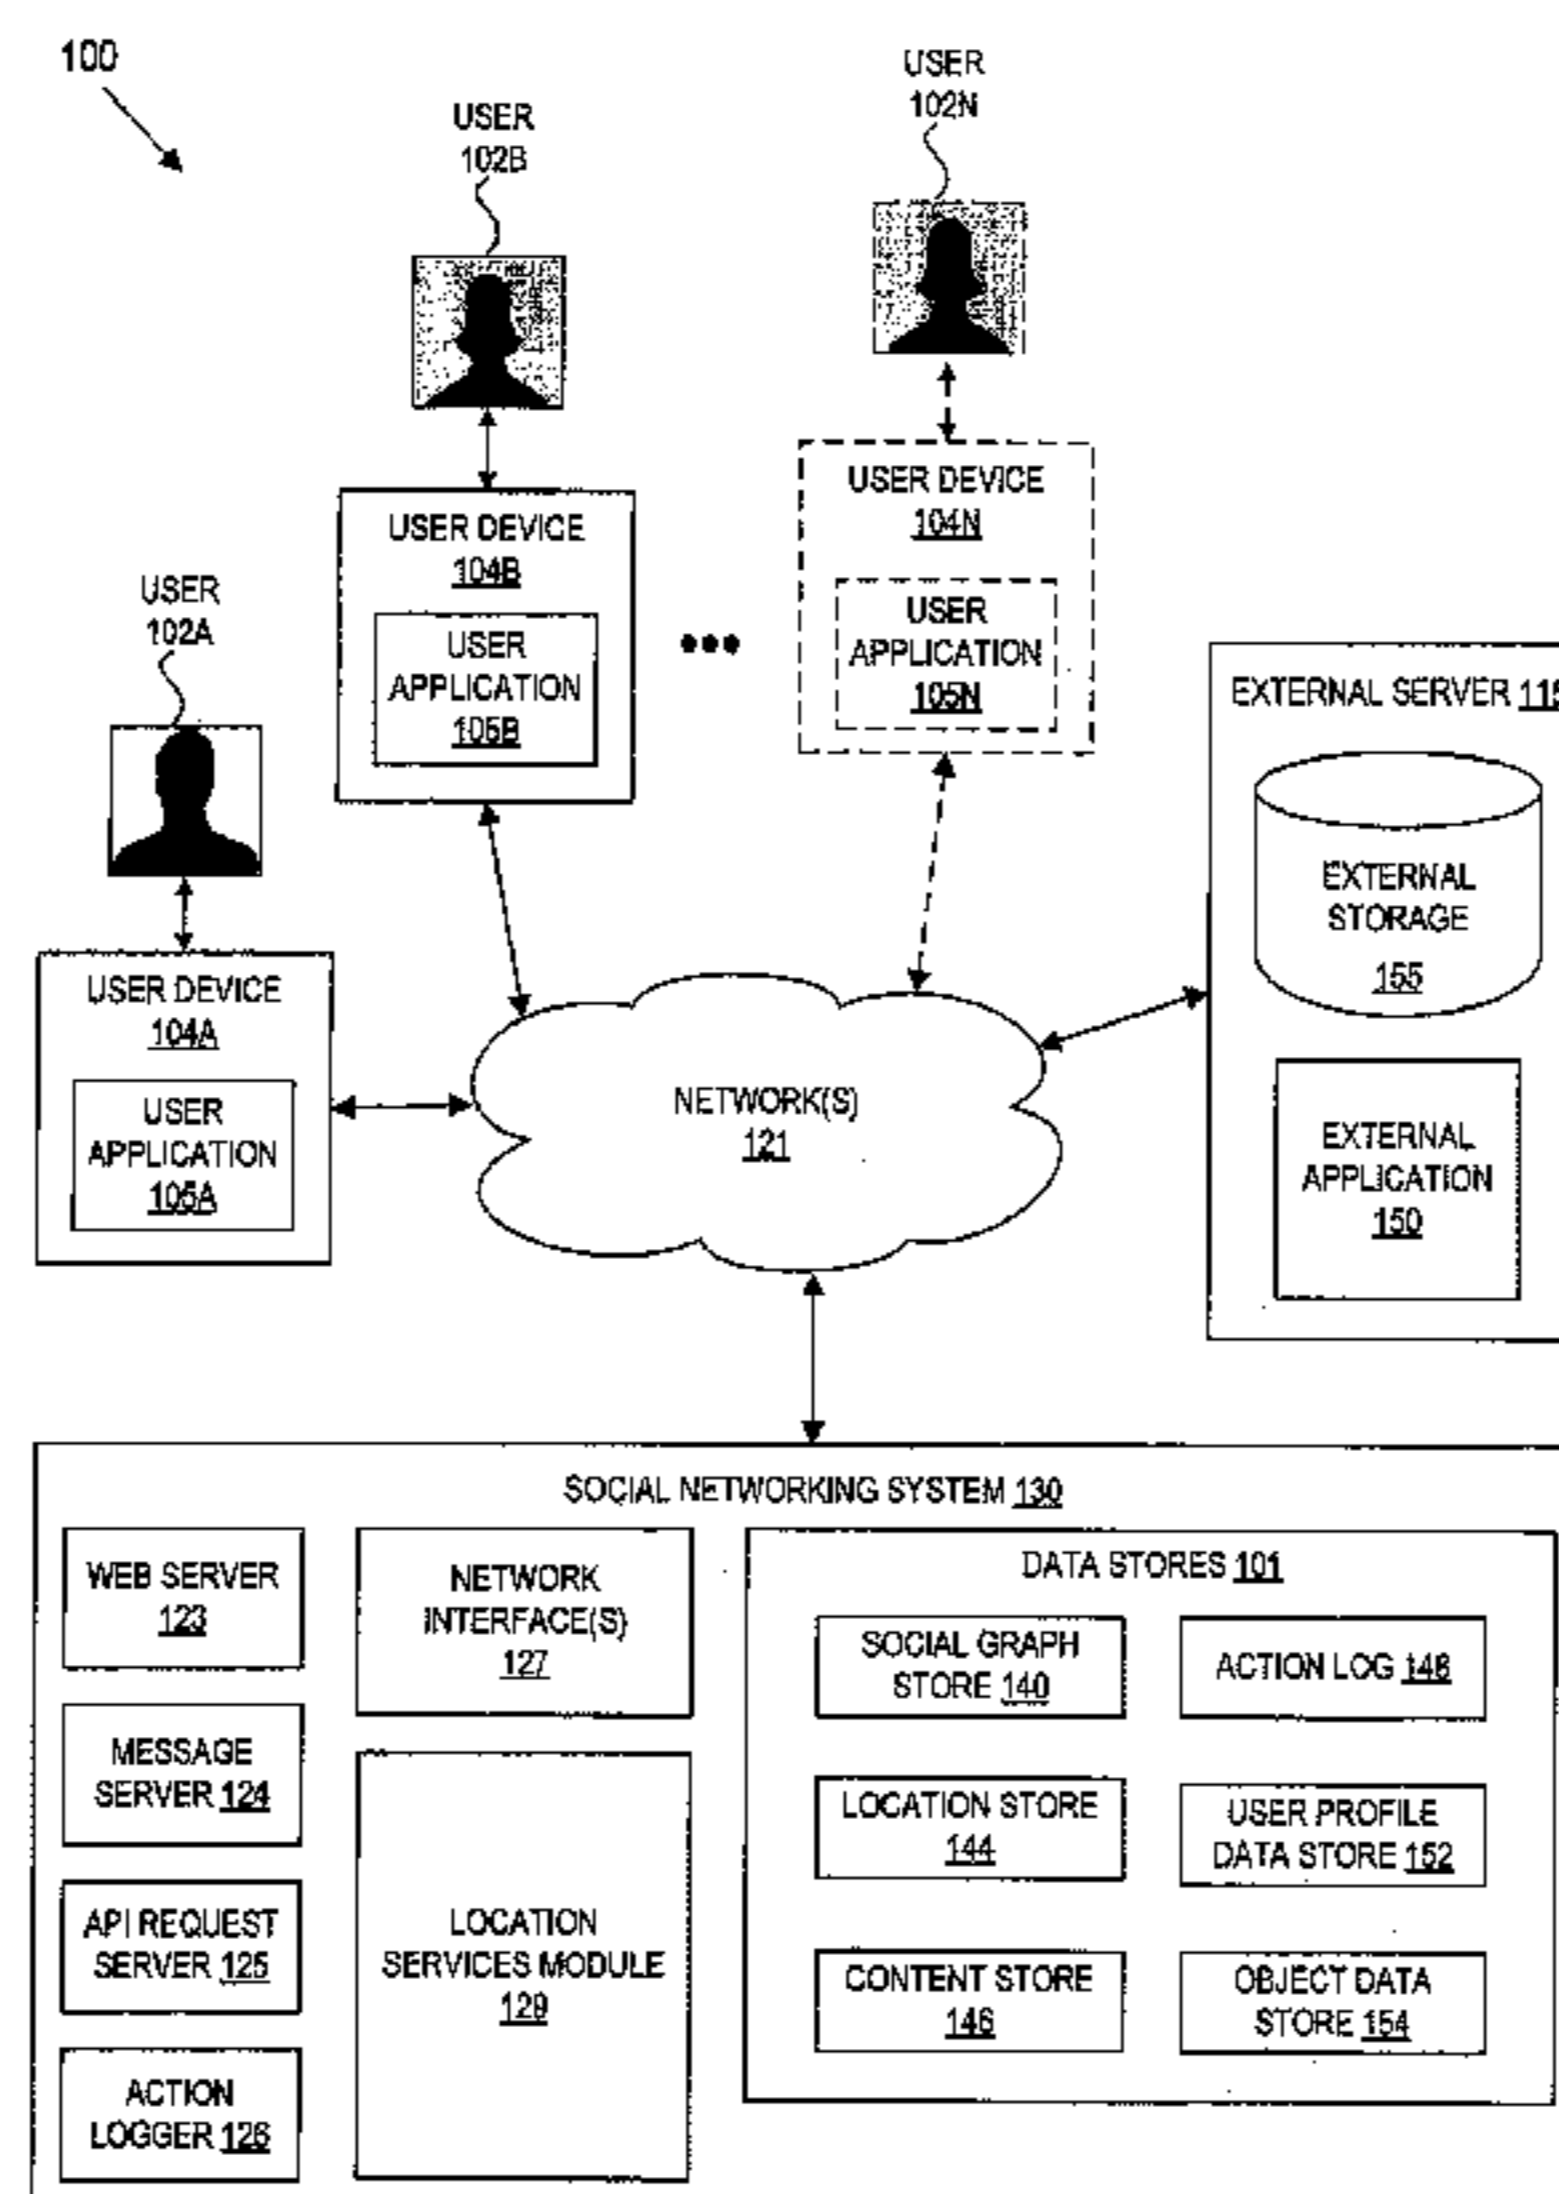 100
USER
102N
USER
102B
USER DEVICE
104N
USER
APPLICATION
105N
USER DEVICE
104B
USER
APPLICATION
105B
USER
102A
EXTERNAL SERVER
EXTERNAL
STORAGE
155
EXTERNAL
APPLICATION
150
USER DEVICE
104A
USER
APPLICATION
105A
NETWORK(S)
121
SOCIAL NETWORKING SYSTEM 130
WEB SERVER
123
MESSAGE
SERVER 124
API REQUEST
SERVER 125
ACTION
LOGGER 126
NETWORK
INTERFACE(S)
127
LOCATION
SERVICES MODULE
129
DATA STORES 101
SOCIAL GRAPH
STORE 140
ACTION LOG
LOCATION STORE
144
USER PROFILE
DATA STORE 152
CONTENT STORE
146
OBJECT DATA
STORE 154